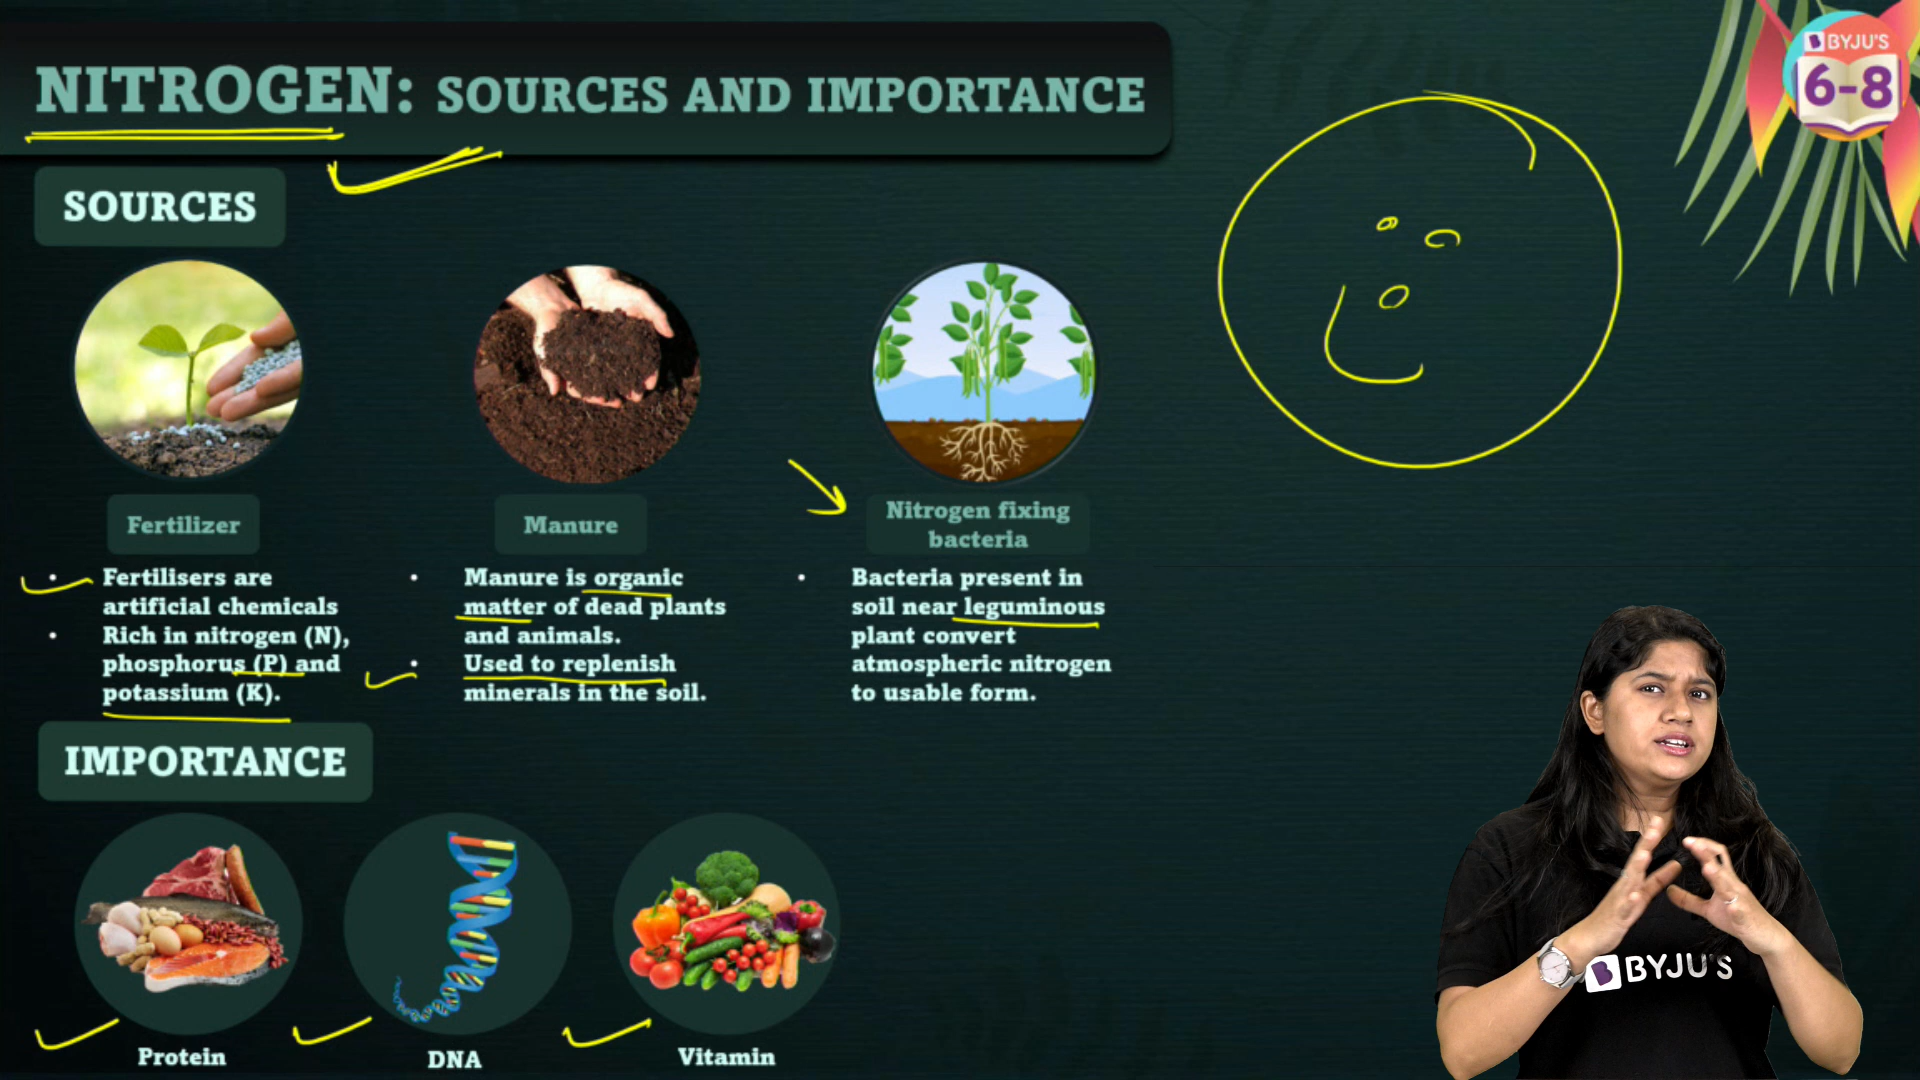 NITROGEN: SOURCES AND IMPORTANCE
BYJU'S
6-8
SOURCES
Fertilizer
Fertilisers are
artificial chemicals
Rich in nitrogen (N),
phosphorus (P) and
potassium (K).
Manure
Manure is organic
matter of dead plants
and animals.
Used to replenish
minerals in the soil.
Nitrogen fixing
bacteria
Bacteria present in
soil near leguminous
plant convert
atmospheric nitrogen
to usable form.
IMPORTANCE
Protein
DNA
Vitamin
BYJU'S